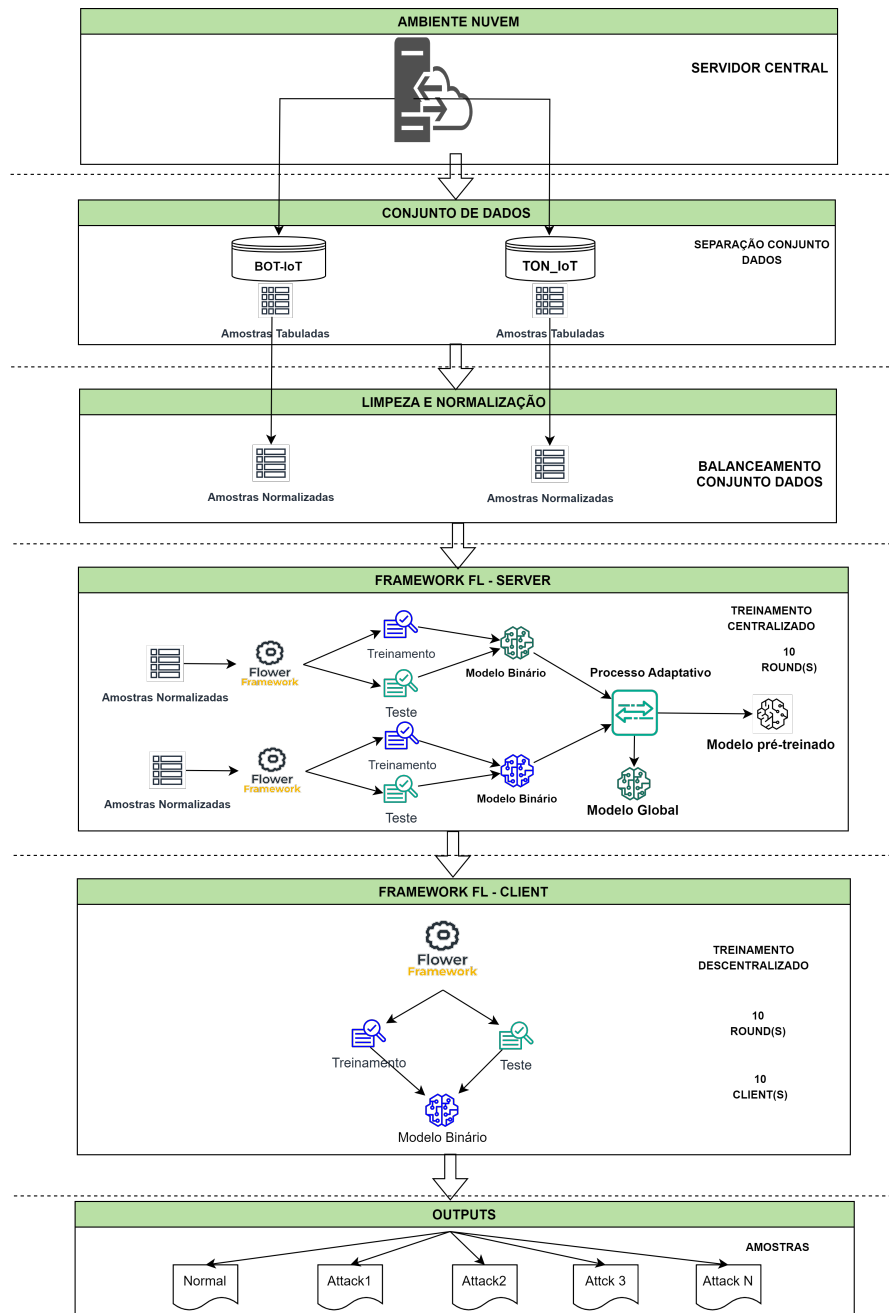 AMBIENTE NUVEM
SERVIDOR CENTRAL
CONJUNTO DE DADOS
SEPARAÇÃO CONJUNTO
DADOS
BOT-IoT
TON_IoT
Amostras Tabuladas
Amostras Tabuladas
LIMPEZA E NORMALIZAÇÃO
BALANCEAMENTO
CONJUNTO DADOS
Amostras Normalizadas
Amostras Normalizadas
FRAMEWORK FL - SERVER
TREINAMENTO
CENTRALIZADO
10
ROUND(S)
Amostras Normalizadas
Flower
Framework
Treinamento
Teste
Modelo Binário
Processo Adaptativo
Modelo pré-treinado
Amostras Normalizadas
Flower
Framework
Treinamento
Teste
Modelo Binário
Modelo Global
FRAMEWORK FL - CLIENT
Flower
Framework
TREINAMENTO
DESCENTRALIZADO
10
ROUND(S)
10
CLIENT(S)
Treinamento
Teste
Modelo Binário
OUTPUTS
AMOSTRAS
Normal
Attack1
Attack2
Attck 3
Attack N